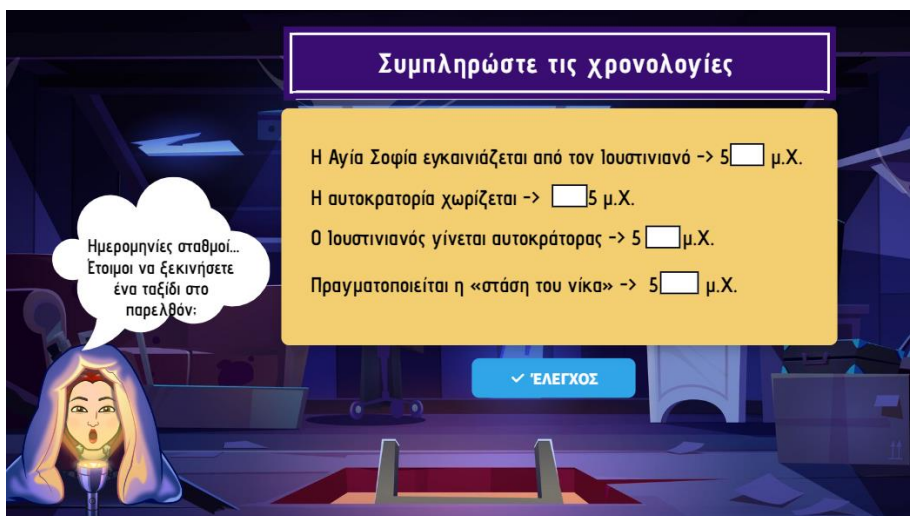 Συμπληρώστε τις χρονολογίες
Η Αγία Σοφία εγκαινιάζεται από τον Ιουστινιανό -> 5 μ.Χ.
Η αυτοκρατορία χωρίζεται -> 5 μ.Χ.
Ο Ιουστινιανός γίνεται αυτοκράτορας -> 5 μ.Χ.
Πραγματοποιείται η «στάση του νίκα» -> 5 μ.Χ.
Ημερομηνίες σταθμοί...
Έτοιμοι να ξεκινήσετε
ένα ταξίδι στο
παρελθόν;
✓ ΈΛΕΓΧΟΣ